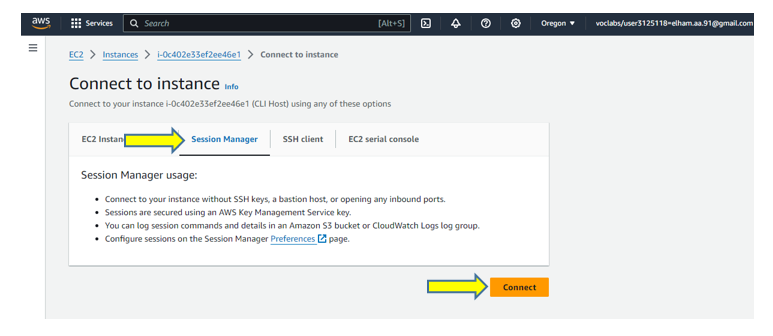 aws Services Search [Alt+S] Oregon voclabs/user3125118=elham.aa.91@gmail.com
EC2 > Instances > i-0c402e33ef2ee46e1 > Connect to instance
Connect to instance Info
Connect to your instance i-0c402e33ef2ee46e1 (CLI Host) using any of these options
EC2 Session Manager SSH client EC2 serial console
Session Manager usage:
• Connect to your instance without SSH keys, a bastion host, or opening any inbound ports.
• Sessions are secured using an AWS Key Management Service key.
• You can log session commands and details in an Amazon S3 bucket or CloudWatch Logs log group.
• Configure sessions on the Session Manager Preferences page.
Connect